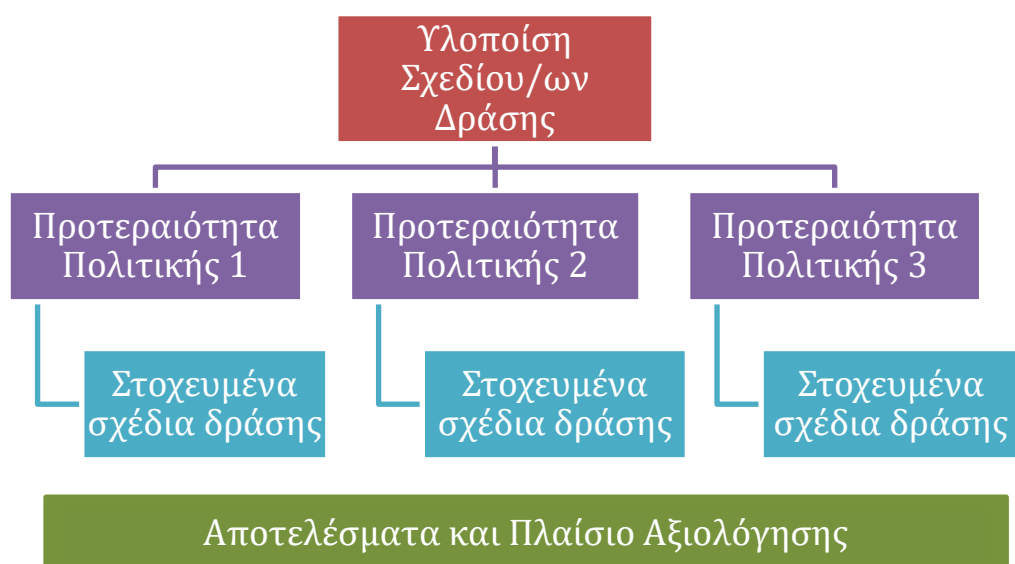 Υλοποίση
Σχεδίου/ων
Δράσης
Προτεραιότητα
Πολιτικής 1
Προτεραιότητα
Πολιτικής 2
Προτεραιότητα
Πολιτικής 3
Στοχευμένα
σχέδια δράσης
Στοχευμένα
σχέδια δράσης
Στοχευμένα
σχέδια δράσης
Αποτελέσματα και Πλαίσιο Αξιολόγησης